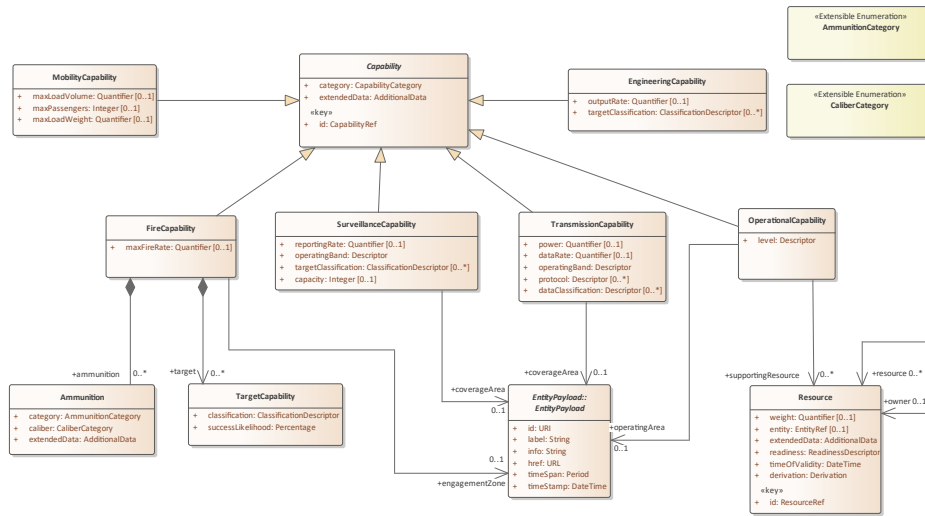 «Extensible Enumeration»
AmmunitionCategory
«Extensible Enumeration»
CaliberCategory
MobilityCapability
+ maxLoadVolume: Quantifier [0..1]
+ maxPassengers: Integer [0..1]
+ maxLoadWeight: Quantifier [0..1]
Capability
+ category: CapabilityCategory
+ extendedData: AdditionalData
«key»
+ id: CapabilityRef
EngineeringCapability
+ outputRate: Quantifier [0..1]
+ targetClassification: ClassificationDescriptor [0..*]
FireCapability
+ maxFireRate: Quantifier [0..1]
SurveillanceCapability
+ reportingRate: Quantifier [0..1]
+ operatingBand: Descriptor
+ targetClassification: ClassificationDescriptor [0..*]
+ capacity: Integer [0..1]
TransmissionCapability
+ power: Quantifier [0..1]
+ dataRate: Quantifier [0..1]
+ operatingBand: Descriptor
+ protocol: Descriptor [0..*]
+ dataClassification: Descriptor [0..*]
OperationalCapability
+ level: Descriptor
+ammunition 0..*
+target 0..*
+coverageArea
0..1
+coverageArea 0..1
+supportingResource 0..*
+resource 0..*
+owner 0..1
+operatingArea
0..1
0..1
+engagementZone
Ammunition
+ category: AmmunitionCategory
+ caliber: CaliberCategory
+ extendedData: AdditionalData
TargetCapability
+ classification: ClassificationDescriptor
+ successLikelihood: Percentage
EntityPayload::
EntityPayload
+ id: URI
+ label: String
+ info: String
+ href: URL
+ timeSpan: Period
+ timeStamp: DateTime
Resource
+ weight: Quantifier [0..1]
+ entity: EntityRef [0..1]
+ extendedData: AdditionalData
+ readiness: ReadinessDescriptor
+ timeOfValidity: DateTime
+ derivation: Derivation
«key»
+ id: ResourceRef